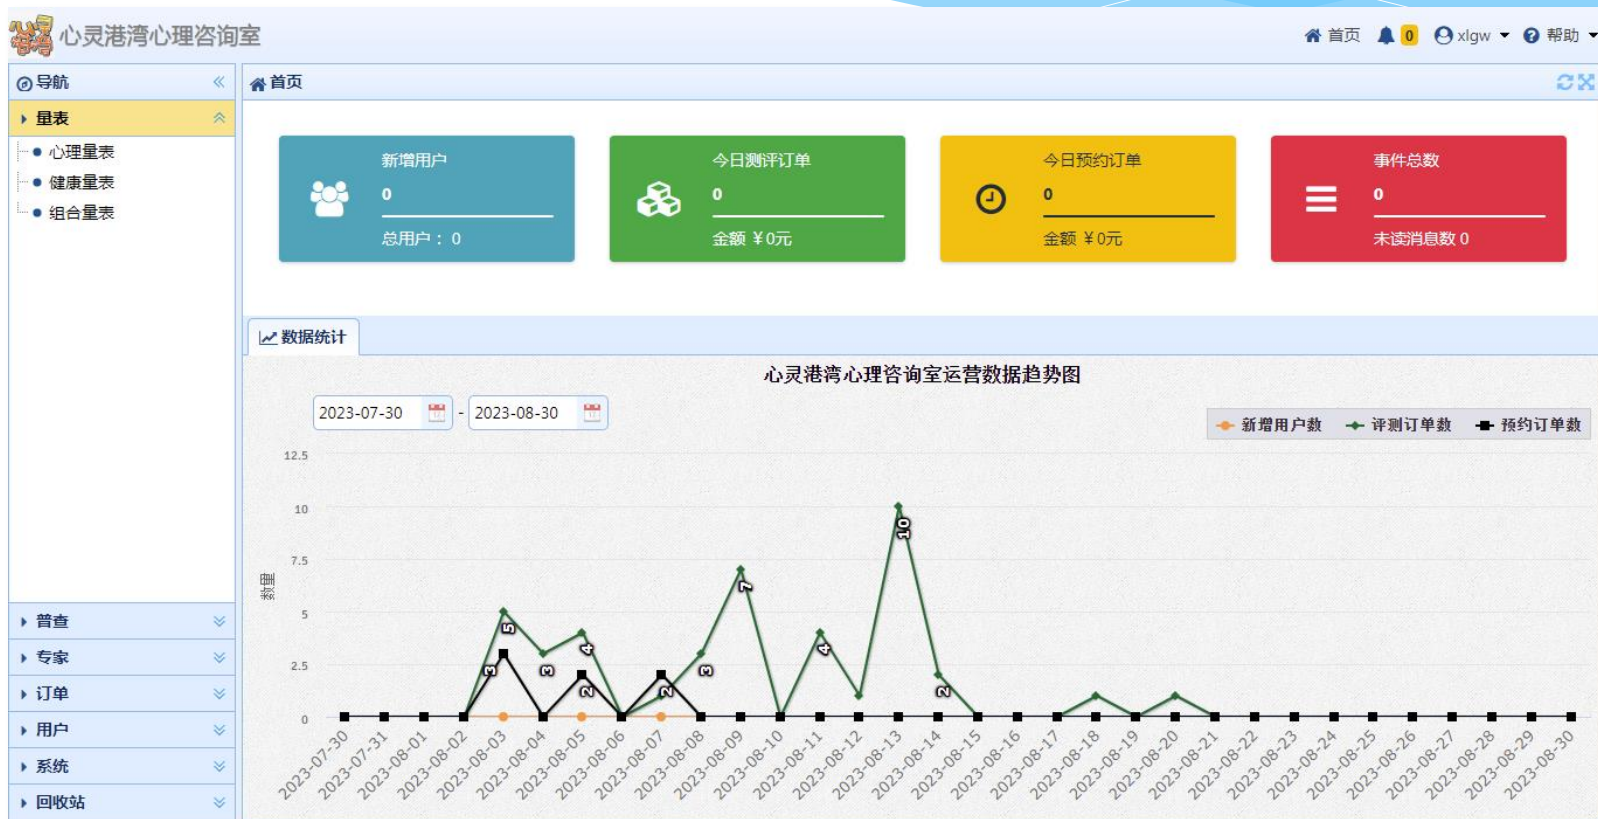 心灵港湾心理咨询室
首页 0 xlgw 帮助
导航
首页
量表
心理量表
健康量表
组合量表
新增用户
0
总用户：0
今日测评订单
0
金额 ￥0元
今日预约订单
0
金额 ￥0元
事件总数
0
未读消息数 0
数据统计
心灵港湾心理咨询室运营数据趋势图
2023-07-30 - 2023-08-30
新增用户数 评测订单数 预约订单数
数量
12.5
10
7.5
5
2.5
0
5
3
3
4
2
2
3
7
4
10
2
2023-07-30
2023-07-31
2023-08-01
2023-08-02
2023-08-03
2023-08-04
2023-08-05
2023-08-06
2023-08-07
2023-08-08
2023-08-09
2023-08-10
2023-08-11
2023-08-12
2023-08-13
2023-08-14
2023-08-15
2023-08-16
2023-08-17
2023-08-18
2023-08-19
2023-08-20
2023-08-21
2023-08-22
2023-08-23
2023-08-24
2023-08-25
2023-08-26
2023-08-27
2023-08-28
2023-08-29
2023-08-30
普查
专家
订单
用户
系统
回收站